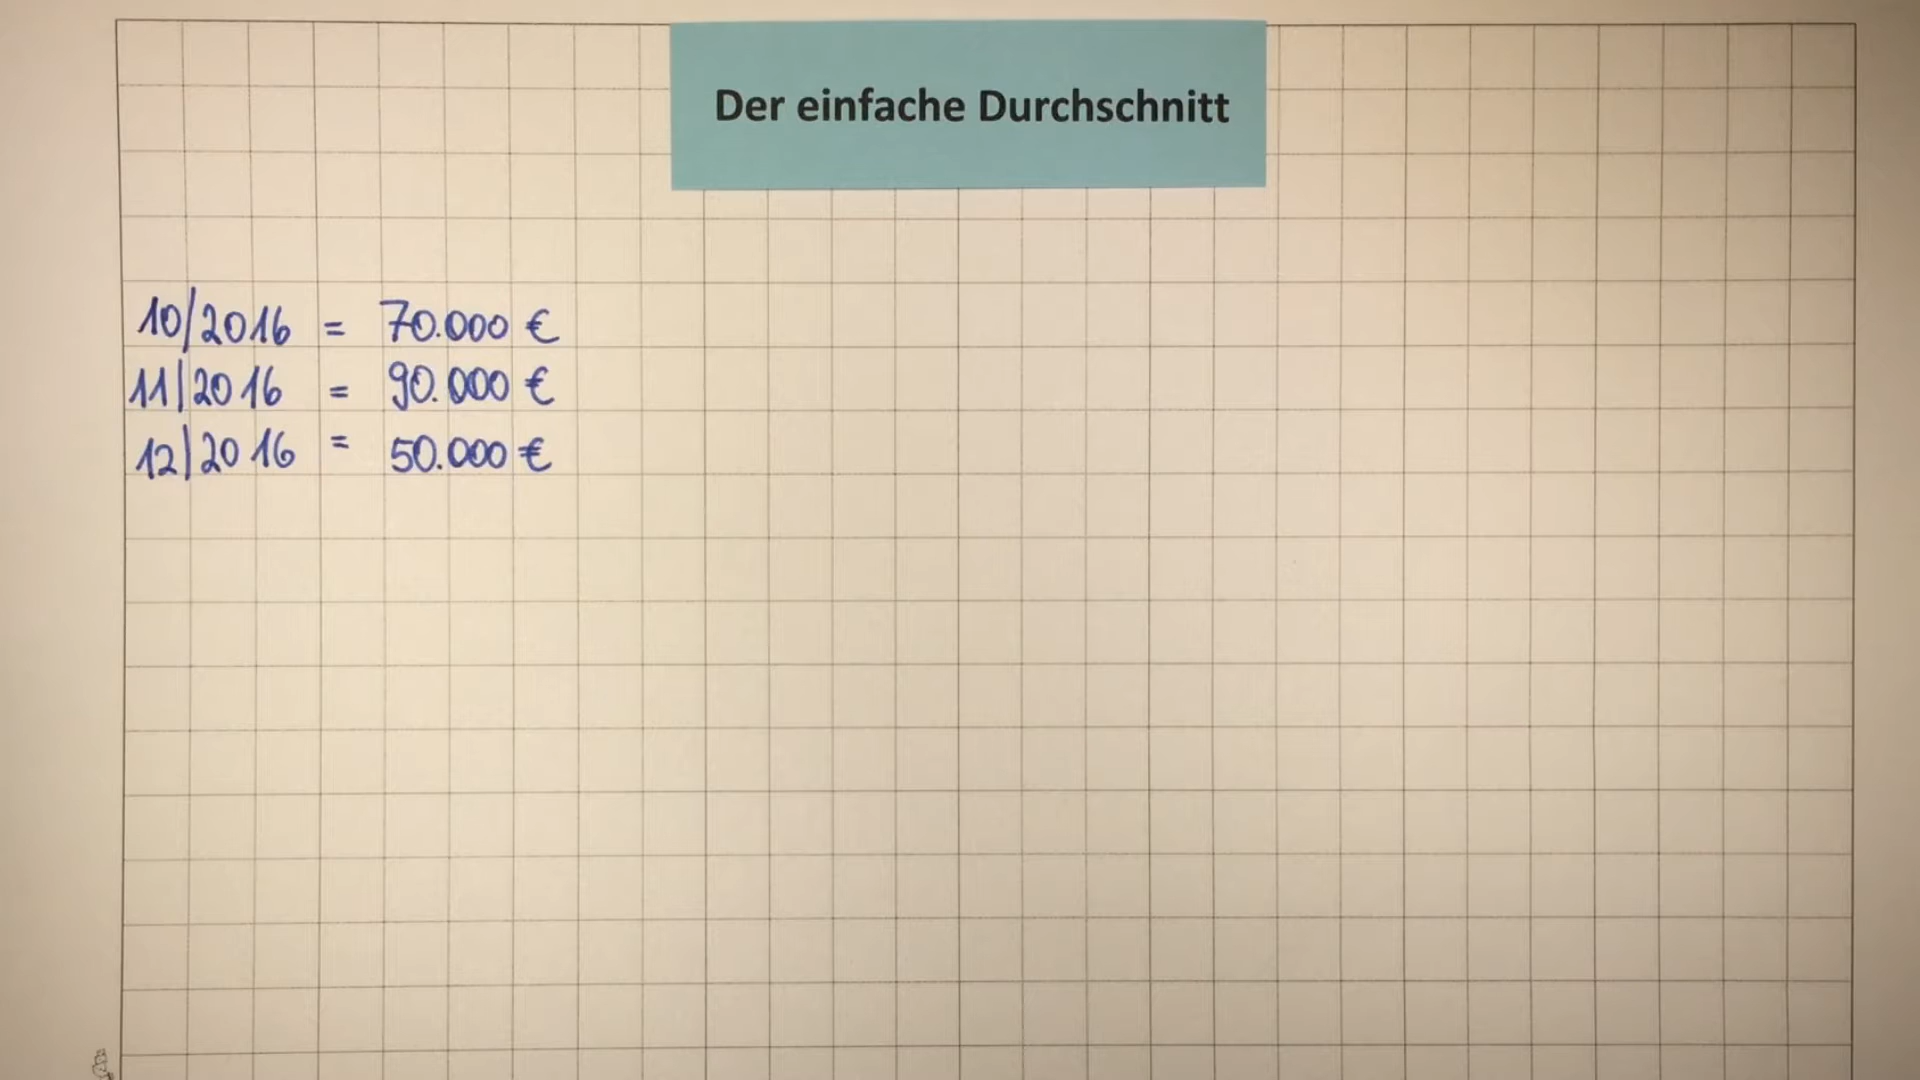 Der einfache Durchschnitt
10/2016 = 70.000 €
11/2016 = 90.000 €
12/2016 = 50.000 €